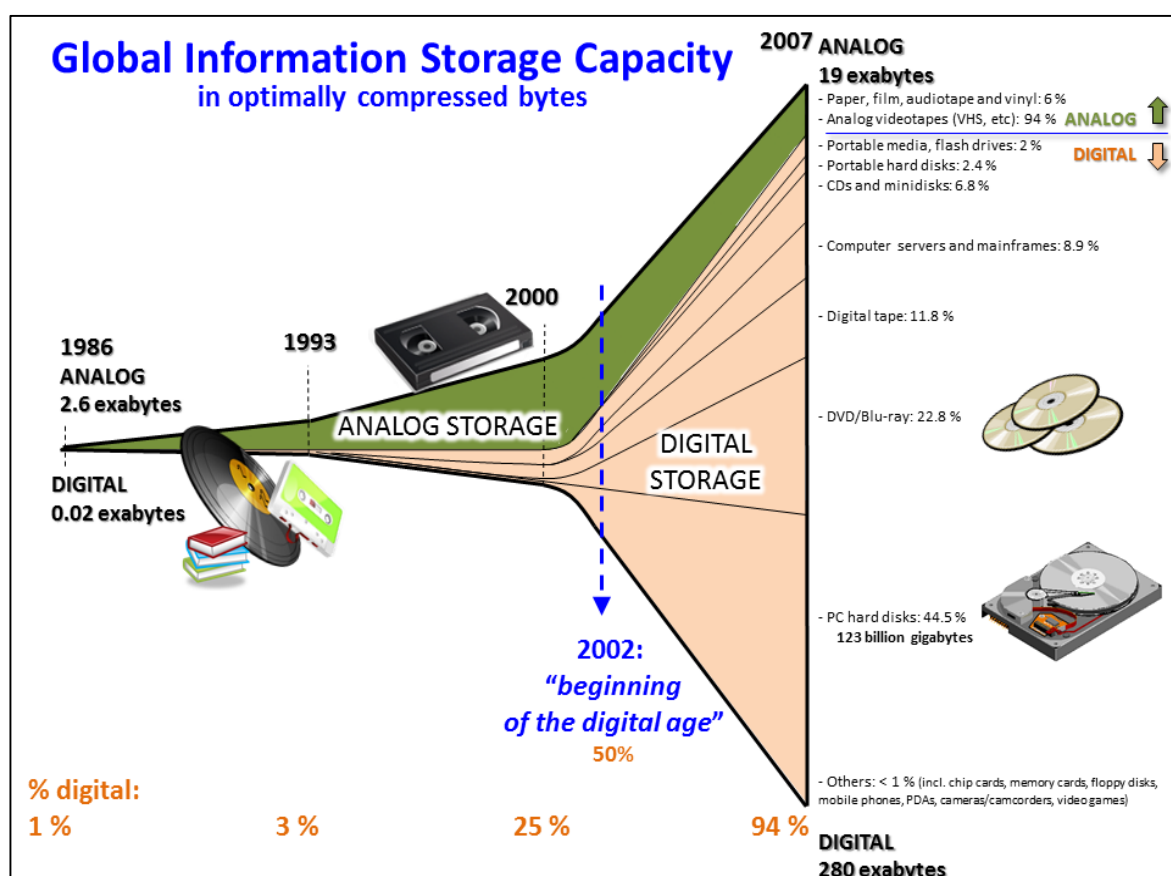 Global Information Storage Capacity
in optimally compressed bytes
2007 ANALOG
19 exabytes
- Paper, film, audiotape and vinyl: 6 %
- Analog videotapes (VHS, etc): 94 %
ANALOG
DIGITAL
- Portable media, flash drives: 2 %
- Portable hard disks: 2.4 %
- CDs and minidisks: 6.8 %
- Computer servers and mainframes: 8.9 %
- Digital tape: 11.8 %
- DVD/Blu-ray: 22.8 %
- PC hard disks: 44.5 %
123 billion gigabytes
- Others: < 1 % (incl. chip cards, memory cards, floppy disks,
mobile phones, PDAs, cameras/camcorders, video games)
DIGITAL
280 exabytes
1986
ANALOG
2.6 exabytes
DIGITAL
0.02 exabytes
1993
2000
ANALOG STORAGE
DIGITAL
STORAGE
2002:
“beginning
of the digital age”
50%
% digital:
1 %
3 %
25 %
94 %